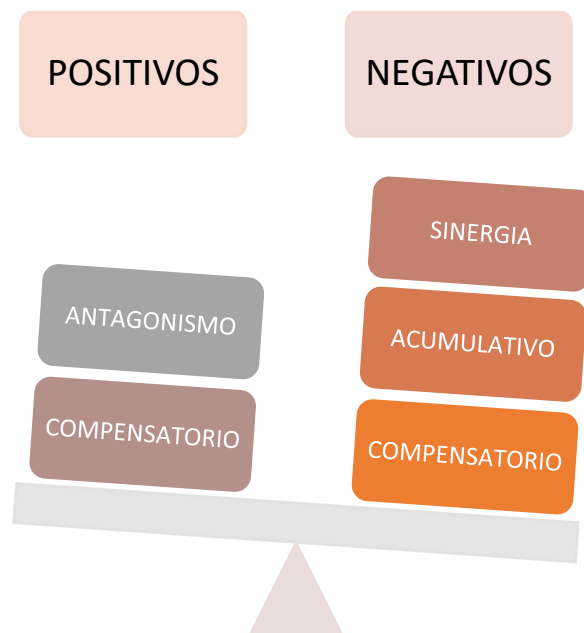 POSITIVOS
NEGATIVOS
SINERGIA
ANTAGONISMO
ACUMULATIVO
COMPENSATORIO
COMPENSATORIO